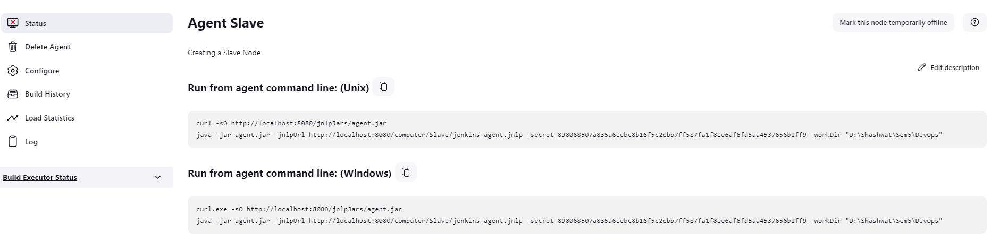 Status
Delete Agent
Configure
Build History
Load Statistics
Log
Build Executor Status
Agent Slave
Mark this node temporarily offline
Creating a Slave Node
Edit description
Run from agent command line: (Unix)
curl -sO http://localhost:8080/jnlpJars/agent.jar
java -jar agent.jar -jnlpUrl http://localhost:8080/computer/Slave/jenkins-agent.jnlp -secret 898068507a835a6eebc8b16f5c2cbb7ff587fa1f8ee6af6fd5aa4537656b1ff9 -workDir "D:\Shashwat\Sem5\DevOps"
Run from agent command line: (Windows)
curl.exe -sO http://localhost:8080/jnlpJars/agent.jar
java -jar agent.jar -jnlpUrl http://localhost:8080/computer/Slave/jenkins-agent.jnlp -secret 898068507a835a6eebc8b16f5c2cbb7ff587fa1f8ee6af6fd5aa4537656b1ff9 -workDir "D:\Shashwat\Sem5\DevOps"